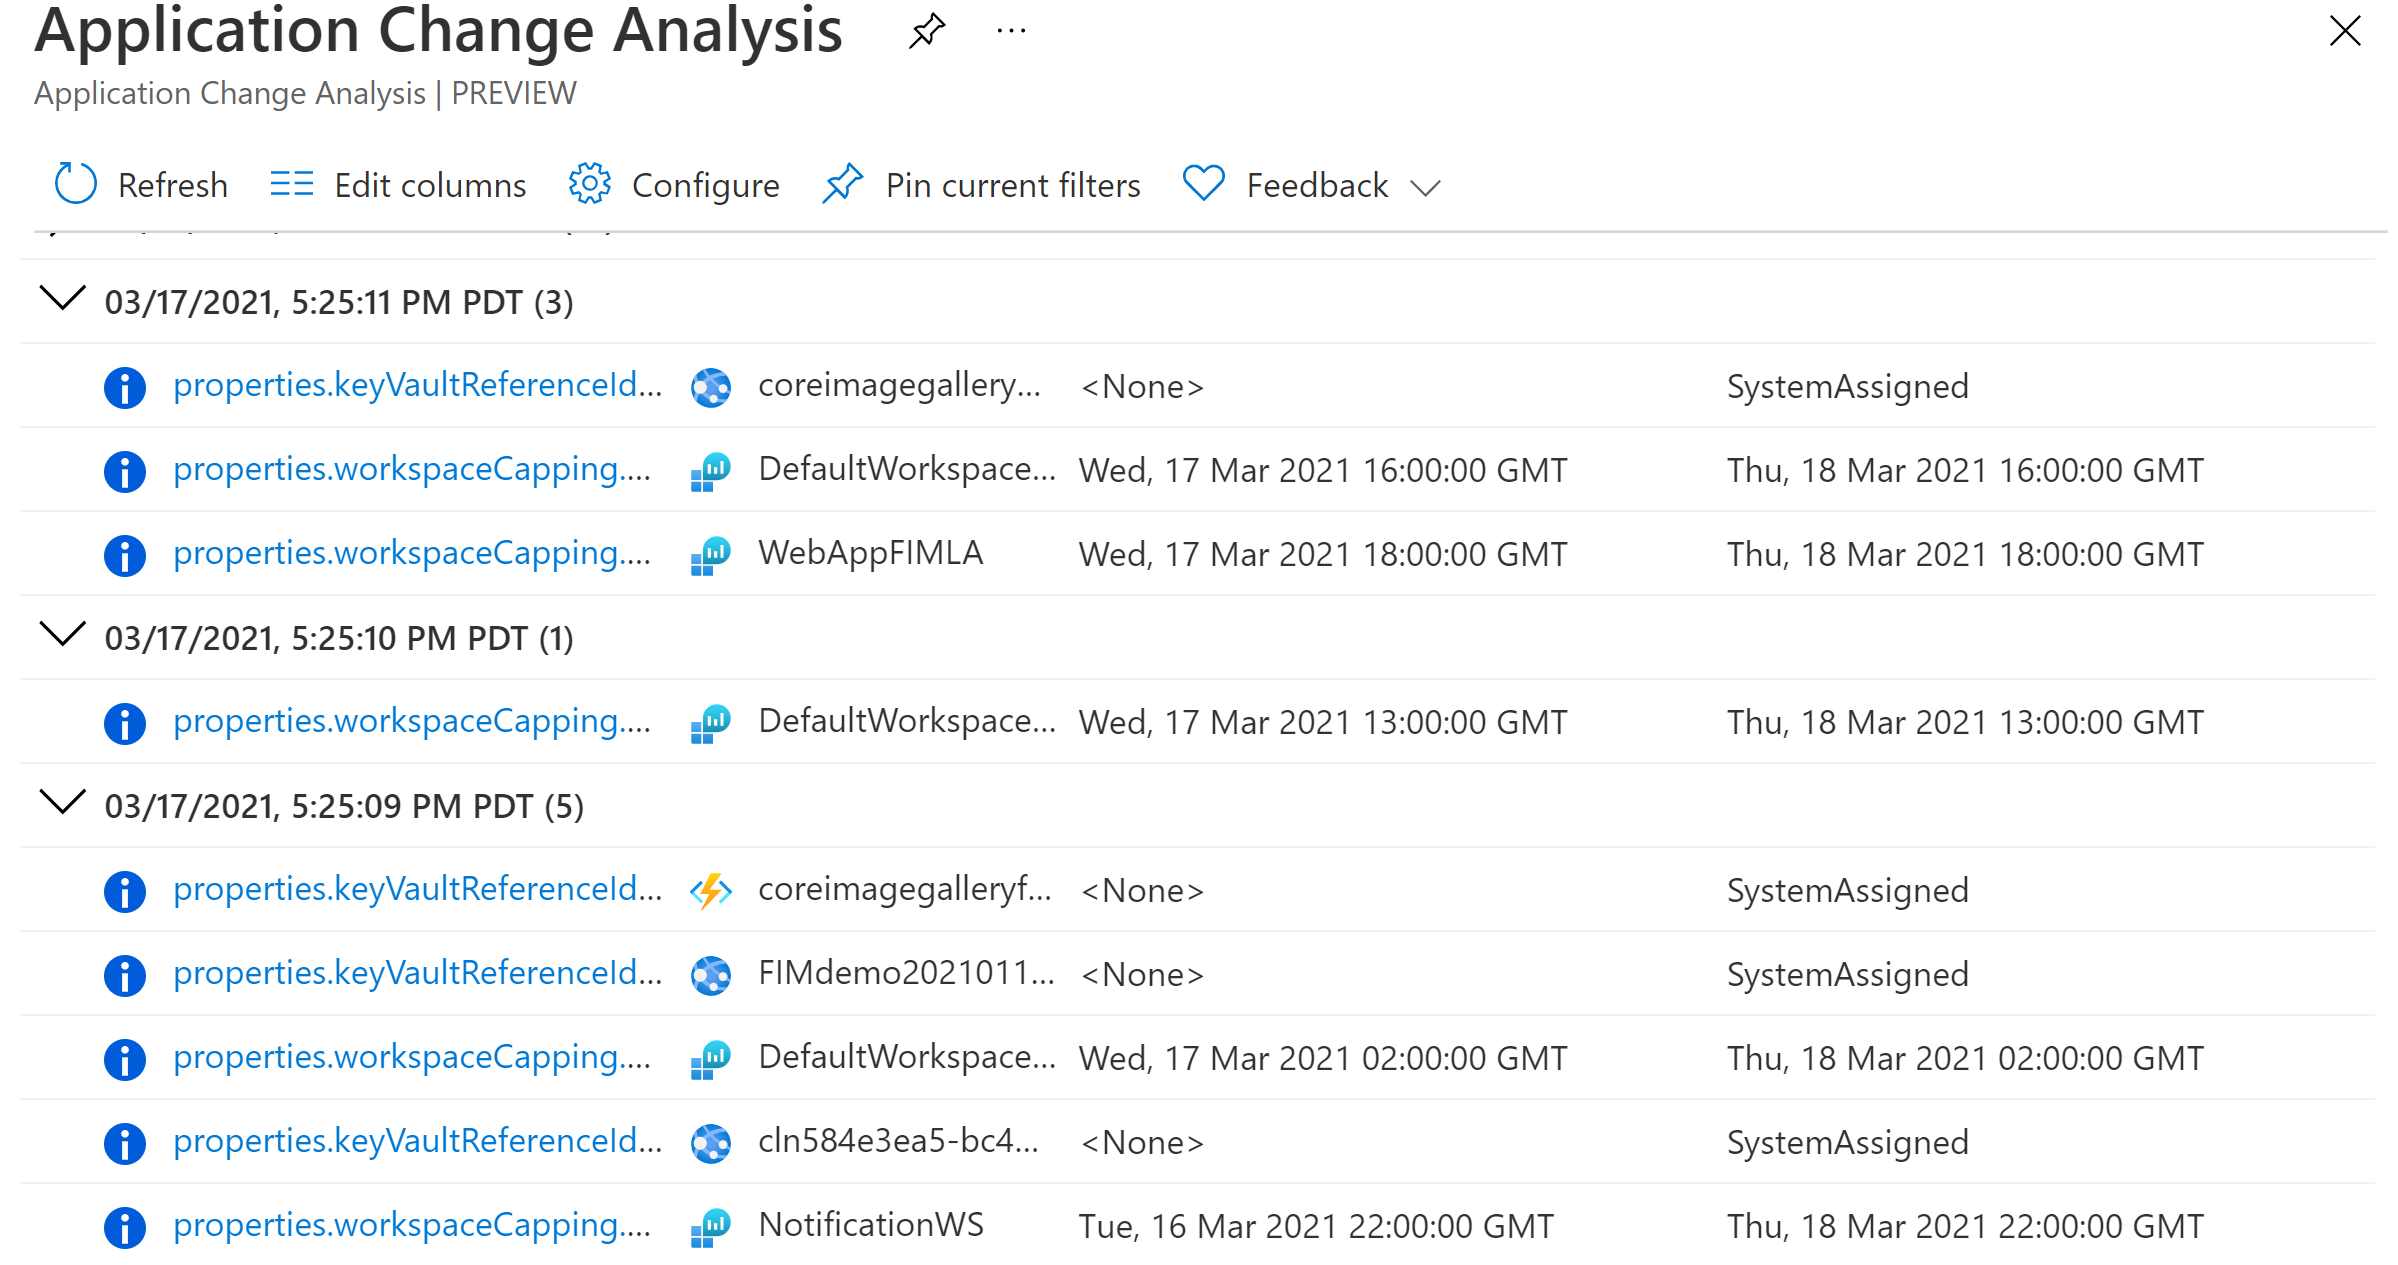 Application Change Analysis ...
Application Change Analysis | PREVIEW
Refresh Edit columns Configure Pin current filters Feedback
03/17/2021, 5:25:11 PM PDT (3)
properties.keyVaultReferenceId... coreimagegallery... <None> SystemAssigned
properties.workspaceCapping.... DefaultWorkspace... Wed, 17 Mar 2021 16:00:00 GMT Thu, 18 Mar 2021 16:00:00 GMT
properties.workspaceCapping.... WebAppFIMLA Wed, 17 Mar 2021 18:00:00 GMT Thu, 18 Mar 2021 18:00:00 GMT
03/17/2021, 5:25:10 PM PDT (1)
properties.workspaceCapping.... DefaultWorkspace... Wed, 17 Mar 2021 13:00:00 GMT Thu, 18 Mar 2021 13:00:00 GMT
03/17/2021, 5:25:09 PM PDT (5)
properties.keyVaultReferenceId... coreimagegalleryf... <None> SystemAssigned
properties.keyVaultReferenceId... FIMdemo2021011... <None> SystemAssigned
properties.workspaceCapping.... DefaultWorkspace... Wed, 17 Mar 2021 02:00:00 GMT Thu, 18 Mar 2021 02:00:00 GMT
properties.keyVaultReferenceId... cln584e3ea5-bc4... <None> SystemAssigned
properties.workspaceCapping.... NotificationWS Tue, 16 Mar 2021 22:00:00 GMT Thu, 18 Mar 2021 22:00:00 GMT